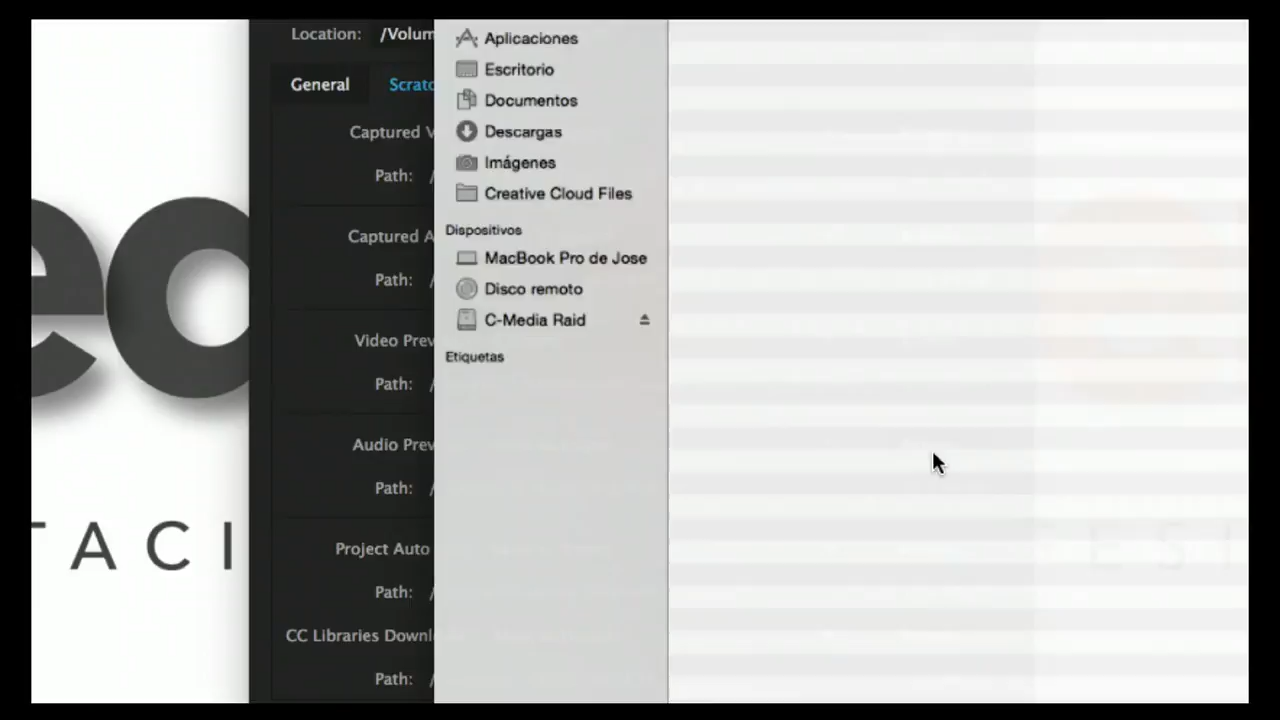 eo
TACI
Location: /Volum
General Scratc
Captured V
Path: /
Captured A
Path: /
Video Prev
Path: /
Audio Prev
Path: /
Project Auto
Path: /
CC Libraries Downl
Path: /
Aplicaciones
Escritorio
Documentos
Descargas
Imágenes
Creative Cloud Files
Dispositivos
MacBook Pro de Jose
Disco remoto
C-Media Raid
Etiquetas
E S I